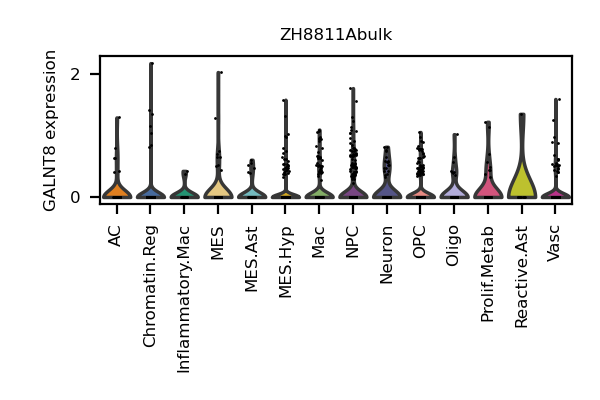 ZH8811Abulk
GALNT8 expression
2
0
AC
Chromatin.Reg
Inflammatory.Mac
MES
MES.Ast
MES.Hyp
Mac
NPC
Neuron
OPC
Oligo
Prolif.Metab
Reactive.Ast
Vasc